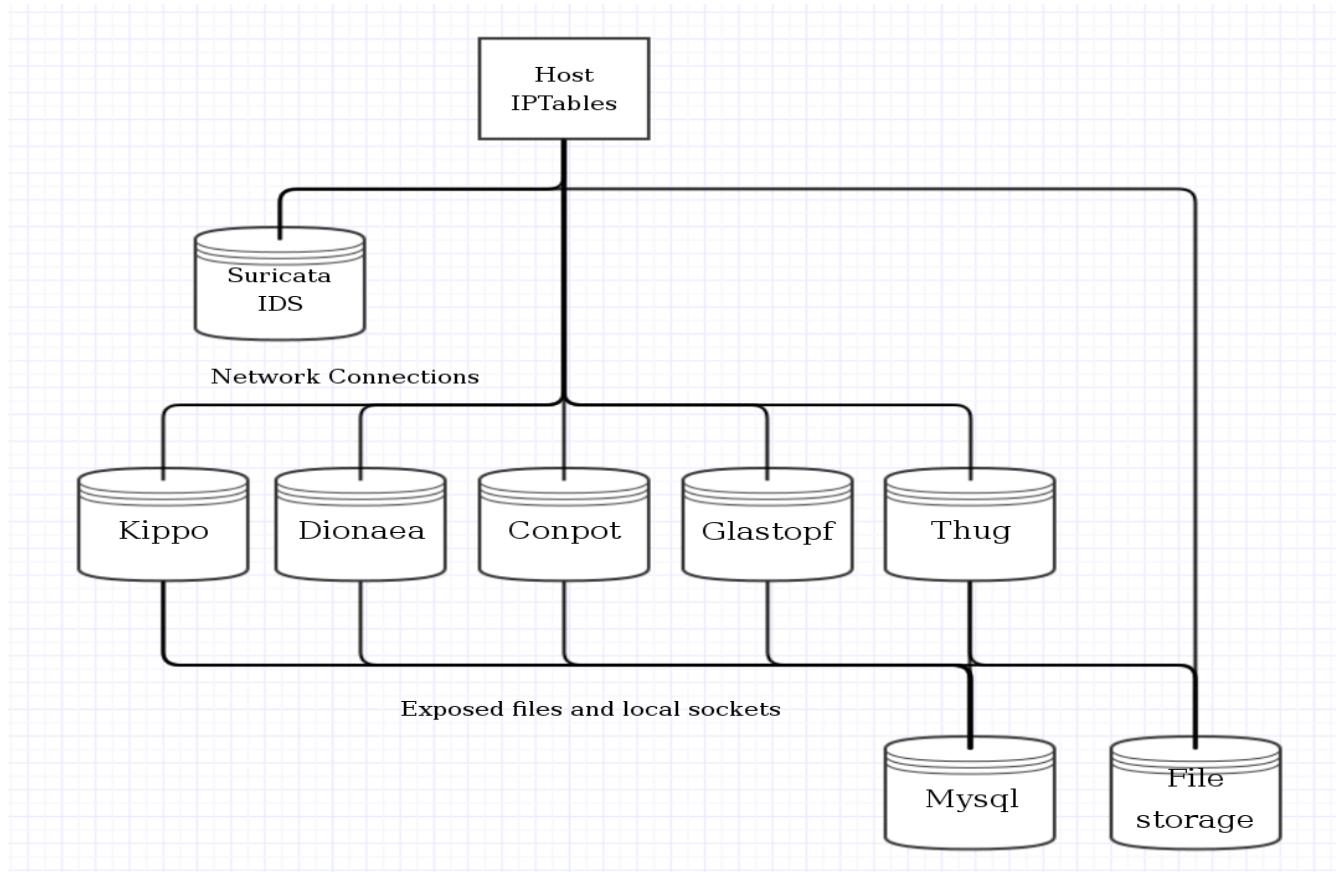 Host
IPTables
Suricata
IDS
Network Connections
Kippo
Dionaea
Conpot
Glastopf
Thug
Exposed files and local sockets
Mysql
File
storage